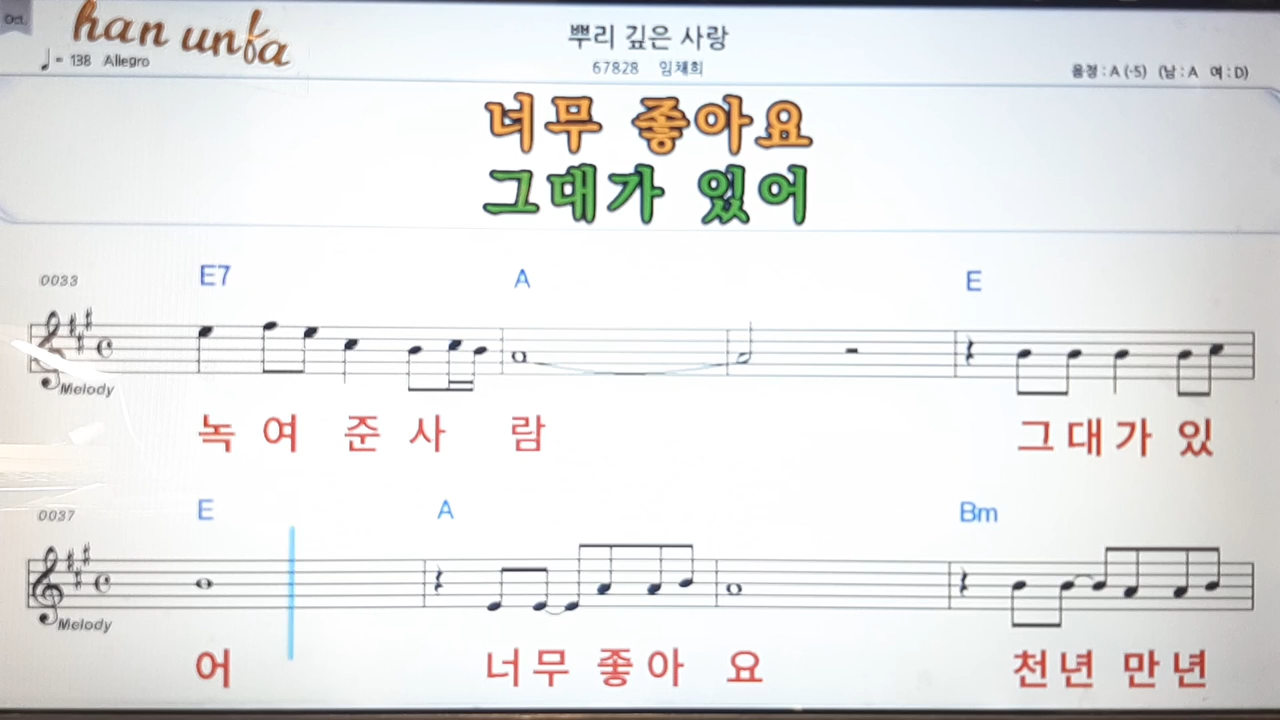 Ost.
han unfa
♩= 138 Allegro
뿌리 깊은 사랑
67828 임채희
음정 : A (-5) (남 : A 여 : D)
너무 좋아요
그대가 있어
0033
E7 A E
Melody
녹 여 준 사 람 그 대 가 있
0037
E A Bm
Melody
어 너 무 좋 아 요 천 년 만 년